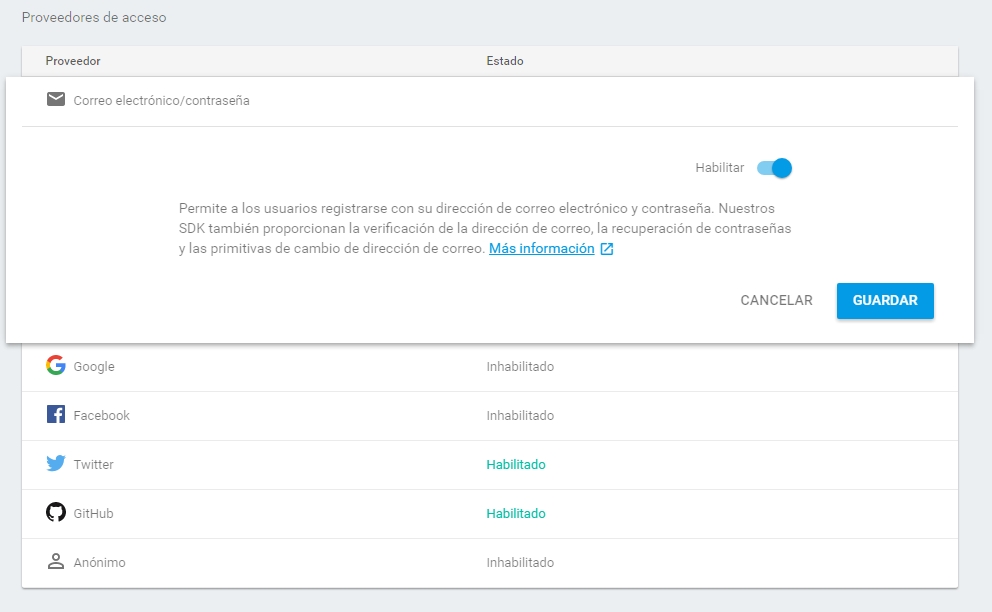 Proveedores de acceso
Proveedor Estado
Correo electrónico/contraseña
Habilitar
Permite a los usuarios registrarse con su dirección de correo electrónico y contraseña. Nuestros
SDK también proporcionan la verificación de la dirección de correo, la recuperación de contraseñas
y las primitivas de cambio de dirección de correo. Más información
CANCELAR GUARDAR
Google Inhabilitado
Facebook Inhabilitado
Twitter Habilitado
GitHub Habilitado
Anónimo Inhabilitado